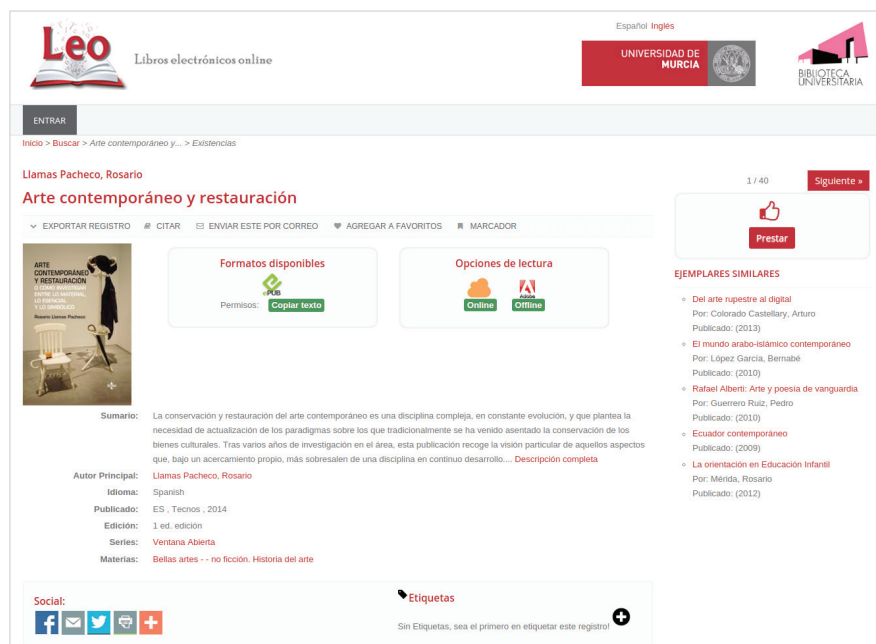 Leo
Libros electrónicos online
Español Inglés
UNIVERSIDAD DE
MURCIA
BIBLIOTECA
UNIVERSITARIA
ENTRAR
Inicio > Buscar > Arte contemporáneo y... > Existencias
Llamas Pacheco, Rosario
Arte contemporáneo y restauración
EXPORTAR REGISTRO CITAR ENVIAR ESTE POR CORREO AGREGAR A FAVORITOS MARCADOR
ARTE
CONTEMPORÁNEO
Y RESTAURACIÓN
O CÓMO INVESTIGAR
ENTRE LO MATERIAL,
LO ESENCIAL
Y LO SIMBÓLICO
Rosario Llamas Pacheco
Formatos disponibles
ePUB
Permisos: Copiar texto
Opciones de lectura
Adobe
Online Offline
Sumario: La conservación y restauración del arte contemporáneo es una disciplina compleja, en constante evolución, y que plantea la
necesidad de actualización de los paradigmas sobre los que tradicionalmente se ha venido asentado la conservación de los
bienes culturales. Tras varios años de investigación en el área, esta publicación recoge la visión particular de aquellos aspectos
que, bajo un acercamiento propio, más sobresalen de una disciplina en continuo desarrollo.... Descripción completa
Autor Principal: Llamas Pacheco, Rosario
Idioma: Spanish
Publicado: ES , Tecnos , 2014
Edición: 1 ed. edición
Series: Ventana Abierta
Materias: Bellas artes - - no ficción. Historia del arte
Social:
Etiquetas
Sin Etiquetas, sea el primero en etiquetar este registro!
1 / 40 Siguiente »
Prestar
EJEMPLARES SIMILARES
Del arte rupestre al digital
Por: Colorado Castellary, Arturo
Publicado: (2013)
El mundo arabo-islámico contemporáneo
Por: López García, Bernabé
Publicado: (2010)
Rafael Alberti: Arte y poesía de vanguardia
Por: Guerrero Ruiz, Pedro
Publicado: (2010)
Ecuador contemporáneo
Publicado: (2009)
La orientación en Educación Infantil
Por: Mérida, Rosario
Publicado: (2012)